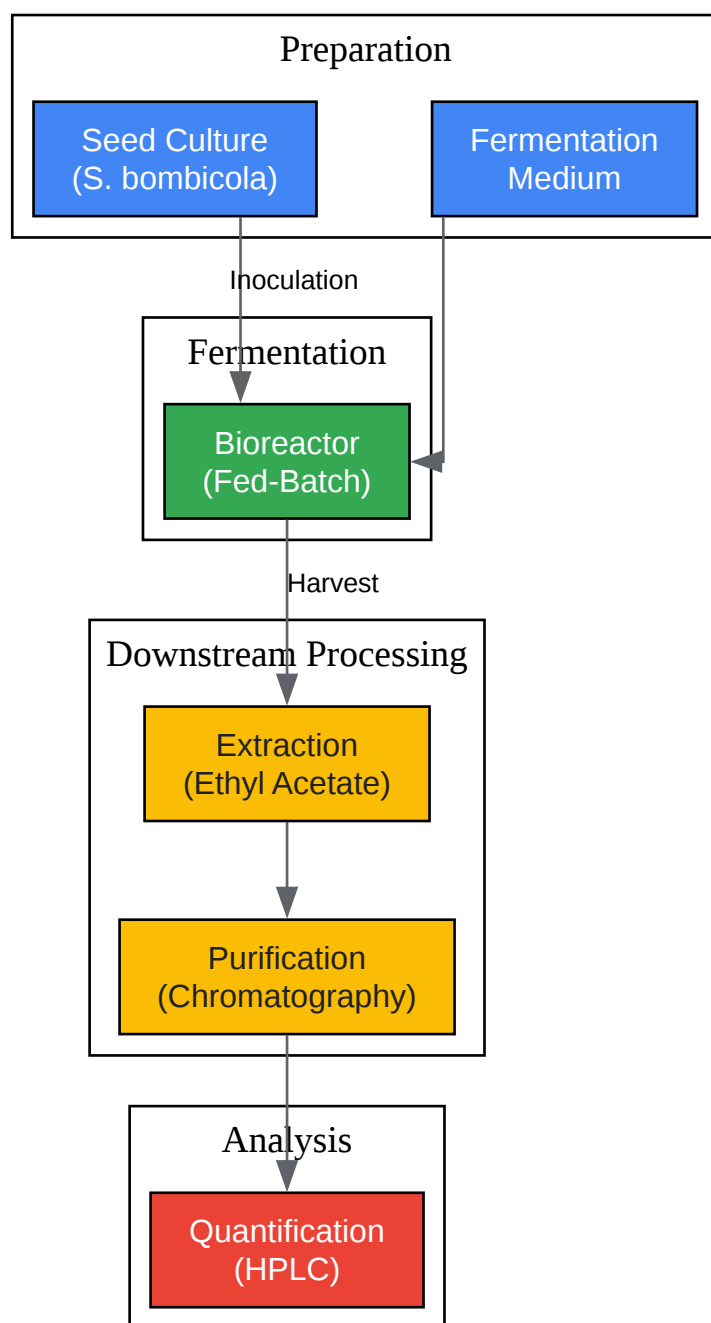 Preparation
Seed Culture
(S. bombicola)
Fermentation
Medium
Inoculation
Fermentation
Bioreactor
(Fed-Batch)
Harvest
Downstream Processing
Extraction
(Ethyl Acetate)
Purification
(Chromatography)
Analysis
Quantification
(HPLC)